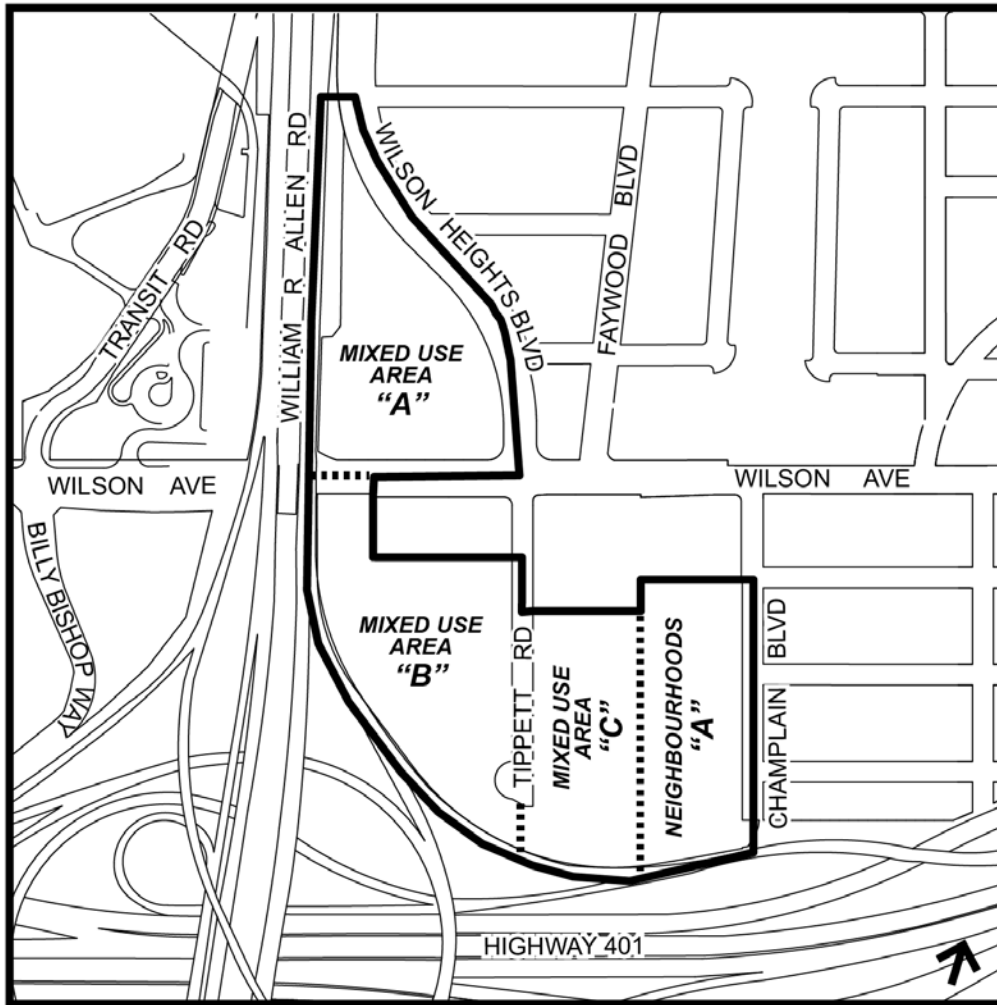 WILLIAM R ALLEN RD
WILSON HEIGHTS BLVD
FAYWOOD BLVD
TRANSIT RD
MIXED USE
AREA
“A”
WILSON AVE
WILSON AVE
BILLY BISHOP WAY
MIXED USE
AREA
“B”
TIPPETT RD
MIXED USE
AREA
“C”
NEIGHBOURHOODS
“A”
CHAMPLAIN BLVD
HIGHWAY 401